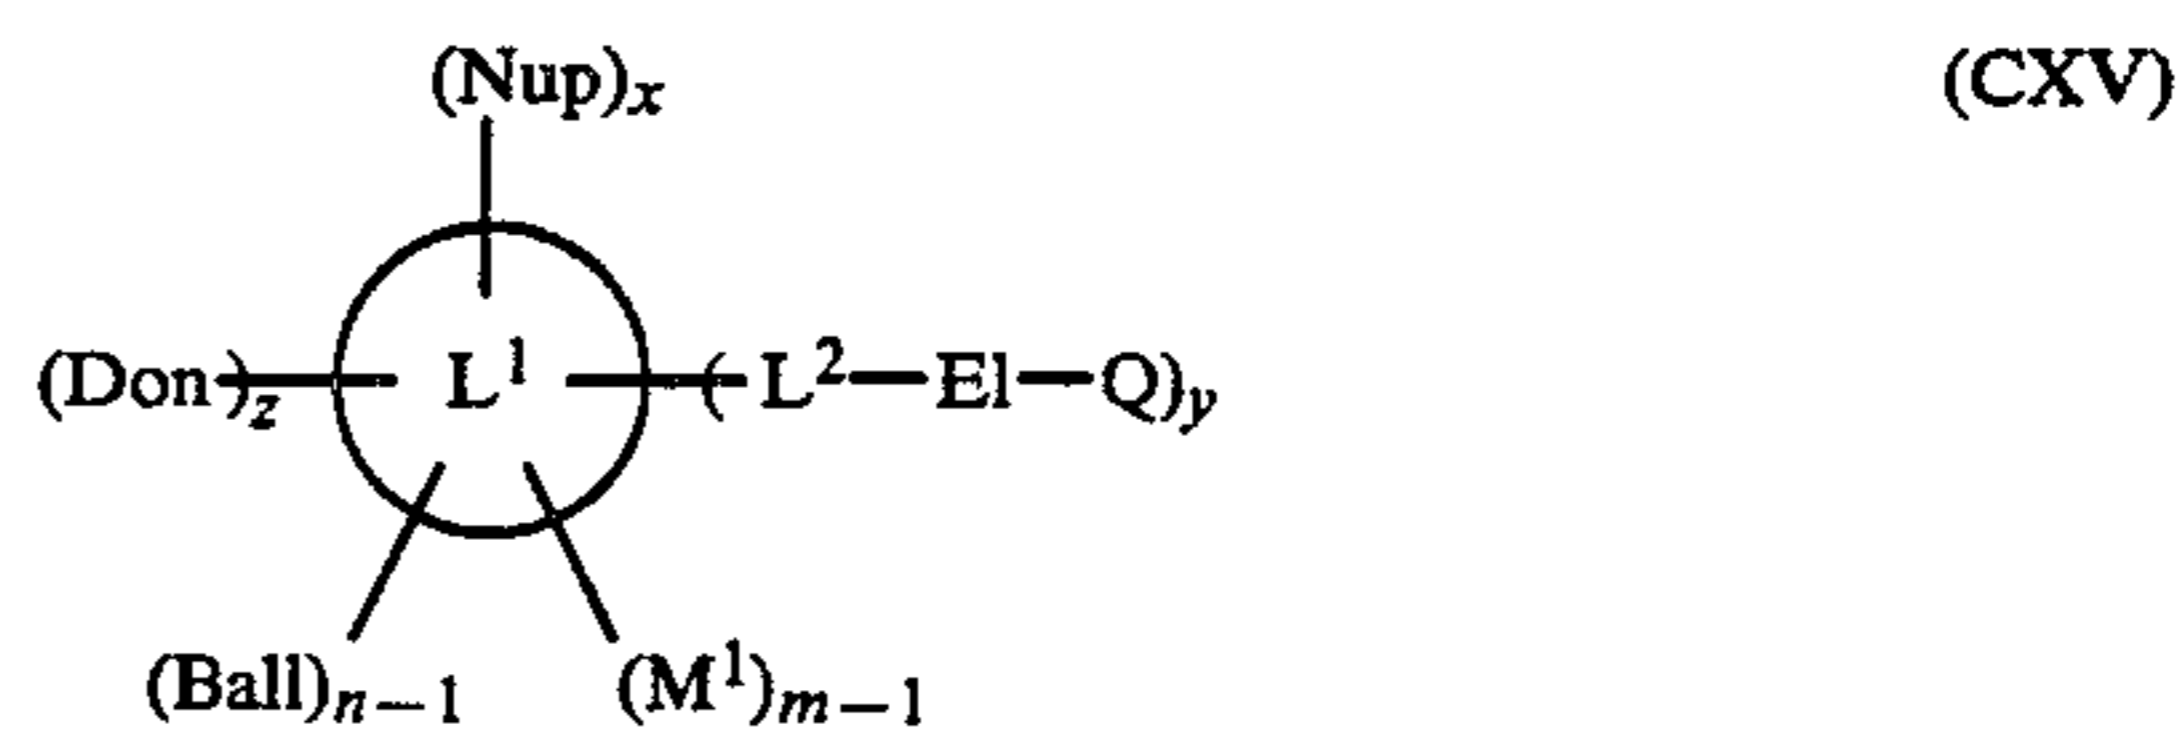 (Nup)x (CXV)
(Don)z L¹ (L²—El—Q)y
(Ball)n−1 (M¹)m−1